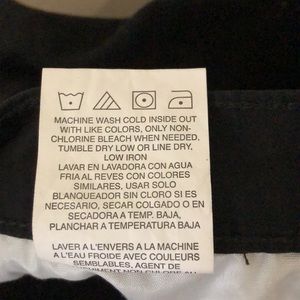 MACHINE WASH COLD INSIDE OUT
WITH LIKE COLORS, ONLY NON-
CHLORINE BLEACH WHEN NEEDED.
TUMBLE DRY LOW OR LINE DRY,
LOW IRON
LAVAR EN LAVADORA CON AGUA
FRIA AL REVES CON COLORES
SIMILARES, USAR SOLO
BLANQUEADOR SIN CLORO SI ES
NECESARIO, SECAR COLGADO O EN
SECADORA A TEMP. BAJA,
PLANCHAR A TEMPERATURA BAJA
LAVER À L'ENVERS A LA MACHINE
A L'EAU FROIDE AVEC COULEURS
SEMBLABLES, AGENT DE